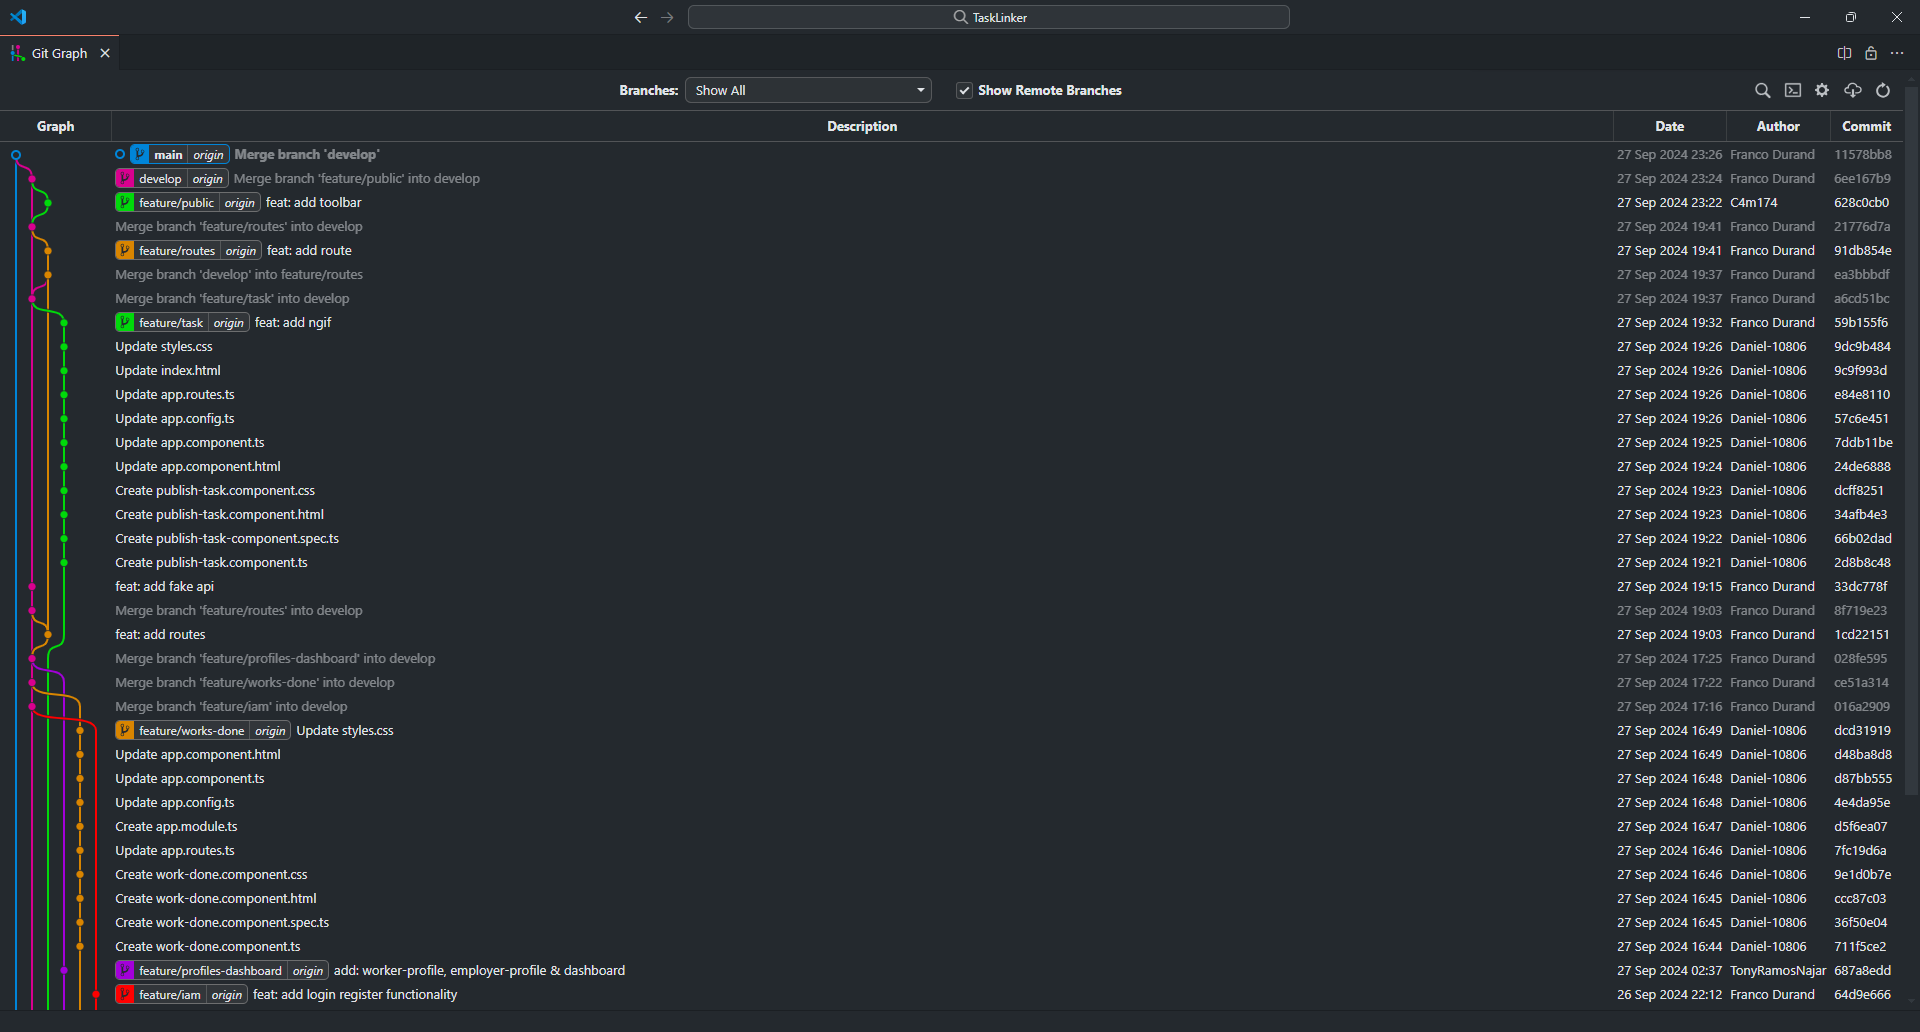 TaskLinker
Git Graph
Branches: Show All Show Remote Branches
Graph Description Date Author Commit
main origin Merge branch 'develop' 27 Sep 2024 23:26 Franco Durand 11578bb8
develop origin Merge branch 'feature/public' into develop 27 Sep 2024 23:24 Franco Durand 6ee167b9
feature/public origin feat: add toolbar 27 Sep 2024 23:22 C4m174 628c0cb0
Merge branch 'feature/routes' into develop 27 Sep 2024 19:41 Franco Durand 21776d7a
feature/routes origin feat: add route 27 Sep 2024 19:41 Franco Durand 91db854e
Merge branch 'develop' into feature/routes 27 Sep 2024 19:37 Franco Durand ea3bbbdf
Merge branch 'feature/task' into develop 27 Sep 2024 19:37 Franco Durand a6cd51bc
feature/task origin feat: add ngif 27 Sep 2024 19:32 Franco Durand 59b155f6
Update styles.css 27 Sep 2024 19:26 Daniel-10806 9dc9b484
Update index.html 27 Sep 2024 19:26 Daniel-10806 9c9f993d
Update app.routes.ts 27 Sep 2024 19:26 Daniel-10806 e84e8110
Update app.config.ts 27 Sep 2024 19:26 Daniel-10806 57c6e451
Update app.component.ts 27 Sep 2024 19:25 Daniel-10806 7ddb11be
Update app.component.html 27 Sep 2024 19:24 Daniel-10806 24de6888
Create publish-task.component.css 27 Sep 2024 19:23 Daniel-10806 dcff8251
Create publish-task.component.html 27 Sep 2024 19:23 Daniel-10806 34afb4e3
Create publish-task-component.spec.ts 27 Sep 2024 19:22 Daniel-10806 66b02dad
Create publish-task.component.ts 27 Sep 2024 19:21 Daniel-10806 2d8b8c48
feat: add fake api 27 Sep 2024 19:15 Franco Durand 33dc778f
Merge branch 'feature/routes' into develop 27 Sep 2024 19:03 Franco Durand 8f719e23
feat: add routes 27 Sep 2024 19:03 Franco Durand 1cd22151
Merge branch 'feature/profiles-dashboard' into develop 27 Sep 2024 17:25 Franco Durand 028fe595
Merge branch 'feature/works-done' into develop 27 Sep 2024 17:22 Franco Durand ce51a314
Merge branch 'feature/iam' into develop 27 Sep 2024 17:16 Franco Durand 016a2909
feature/works-done origin Update styles.css 27 Sep 2024 16:49 Daniel-10806 dcd31919
Update app.component.html 27 Sep 2024 16:49 Daniel-10806 d48ba8d8
Update app.component.ts 27 Sep 2024 16:48 Daniel-10806 d87bb555
Update app.config.ts 27 Sep 2024 16:48 Daniel-10806 4e4da95e
Create app.module.ts 27 Sep 2024 16:47 Daniel-10806 d5f6ea07
Update app.routes.ts 27 Sep 2024 16:46 Daniel-10806 7fc19d6a
Create work-done.component.css 27 Sep 2024 16:46 Daniel-10806 9e1d0b7e
Create work-done.component.html 27 Sep 2024 16:45 Daniel-10806 ccc87c03
Create work-done.component.spec.ts 27 Sep 2024 16:45 Daniel-10806 36f50e04
Create work-done.component.ts 27 Sep 2024 16:44 Daniel-10806 711f5ce2
feature/profiles-dashboard origin add: worker-profile, employer-profile & dashboard 27 Sep 2024 02:37 TonyRamosNajar 687a8edd
feature/iam origin feat: add login register functionality 26 Sep 2024 22:12 Franco Durand 64d9e666